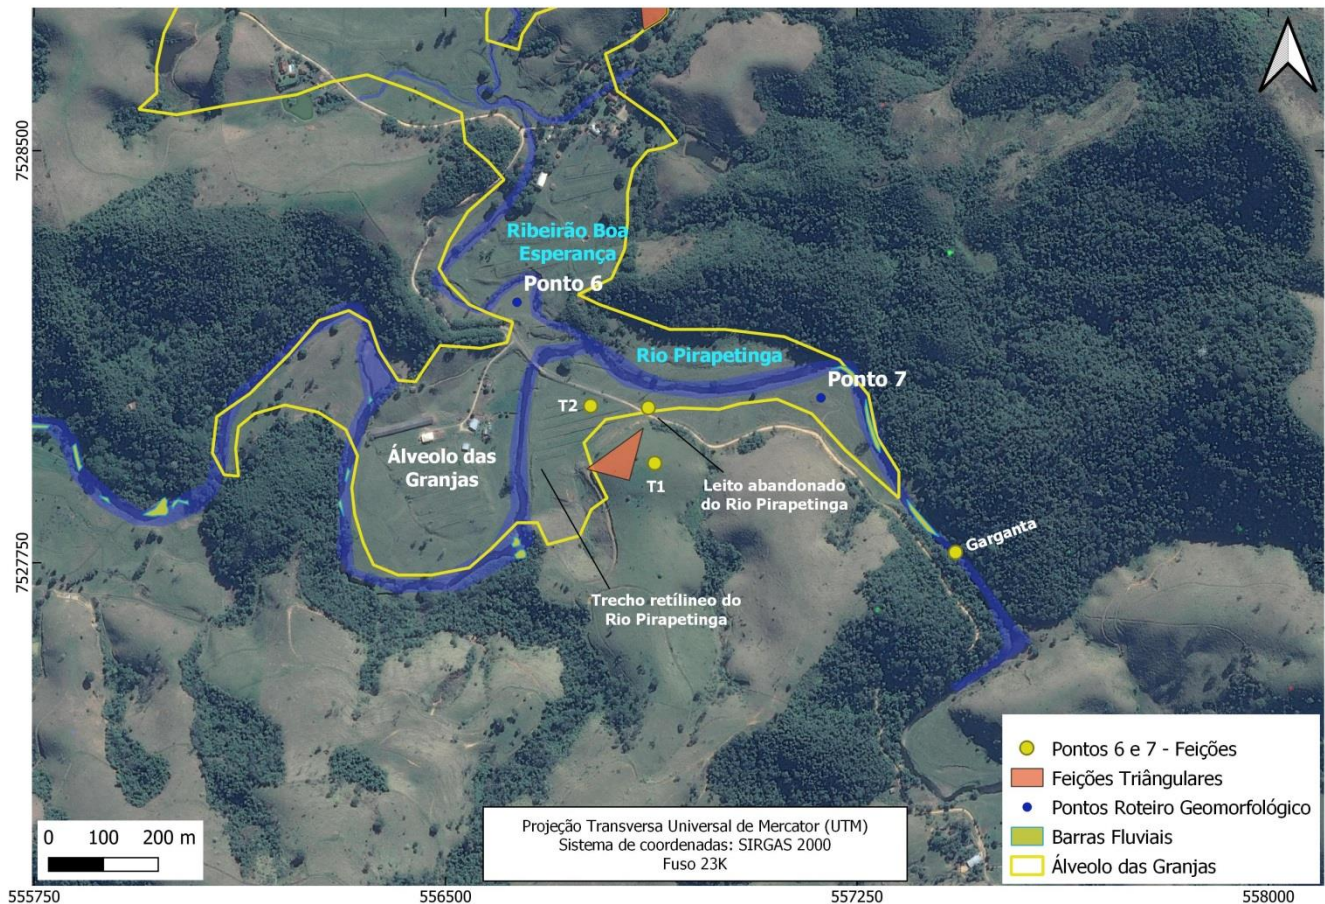 7528500
7527750
Ribeirão Boa
Esperança
Ponto 6
Rio Pirapetinga
Ponto 7
T2
Álveolo das
Granjas
T1
Leito abandonado
do Rio Pirapetinga
Garganta
Trecho retílineo do
Rio Pirapetinga
0 100 200 m
Projeção Transversa Universal de Mercator (UTM)
Sistema de coordenadas: SIRGAS 2000
Fuso 23K
Pontos 6 e 7 - Feições
Feições Triângulares
Pontos Roteiro Geomorfológico
Barras Fluviais
Álveolo das Granjas
555750
556500
557250
558000